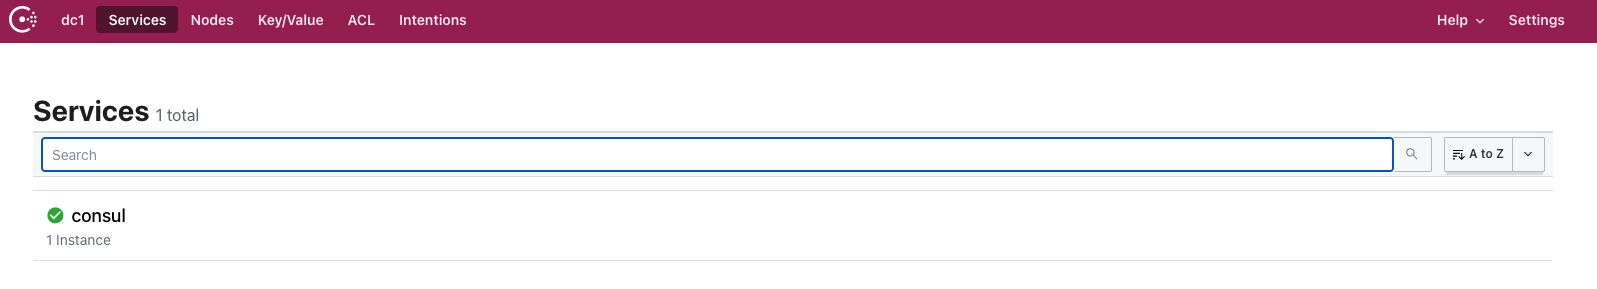 dc1 Services Nodes Key/Value ACL Intentions Help Settings
Services 1 total
Search A to Z
consul
1 Instance